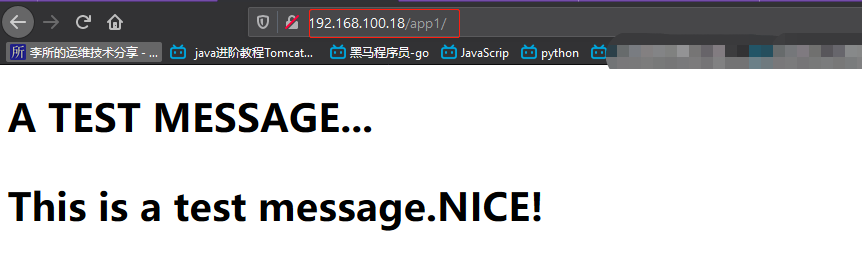 192.168.100.18/app1/
所 李所的运维技术分享 - ... java进阶教程Tomcat... 黑马程序员-go JavaScrip python
A TEST MESSAGE...
This is a test message.NICE!